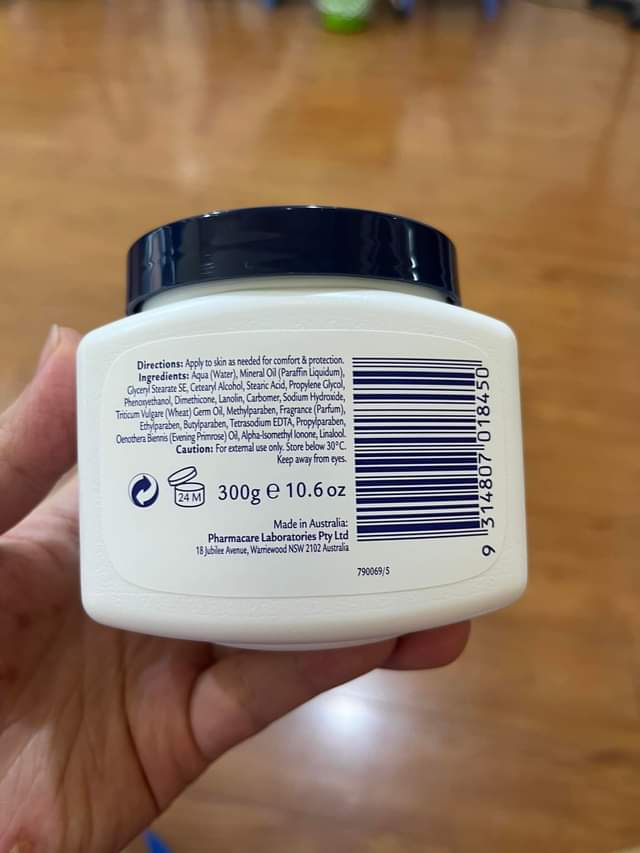 Directions: Apply to skin as needed for comfort & protection.
Ingredients: Aqua (Water), Mineral Oil (Paraffin Liquidum),
Glyceryl Stearate SE, Cetearyl Alcohol, Stearic Acid, Propylene Glycol,
Phenoxyethanol, Dimethicone, Lanolin, Carbomer, Sodium Hydroxide,
Triticum Vulgare (Wheat) Germ Oil, Methylparaben, Fragrance (Parfum),
Ethylparaben, Butylparaben, Tetrasodium EDTA, Propylparaben,
Oenothera Biennis (Evening Primrose) Oil, Alpha-Isomethyl Ionone, Linalool.
Caution: For external use only. Store below 30°C.
Keep away from eyes.
24 M
300g e 10.6 oz
Made in Australia:
Pharmacare Laboratories Pty Ltd
18 Jubilee Avenue, Warriewood NSW 2102 Australia
790069/5
9 314807 018450